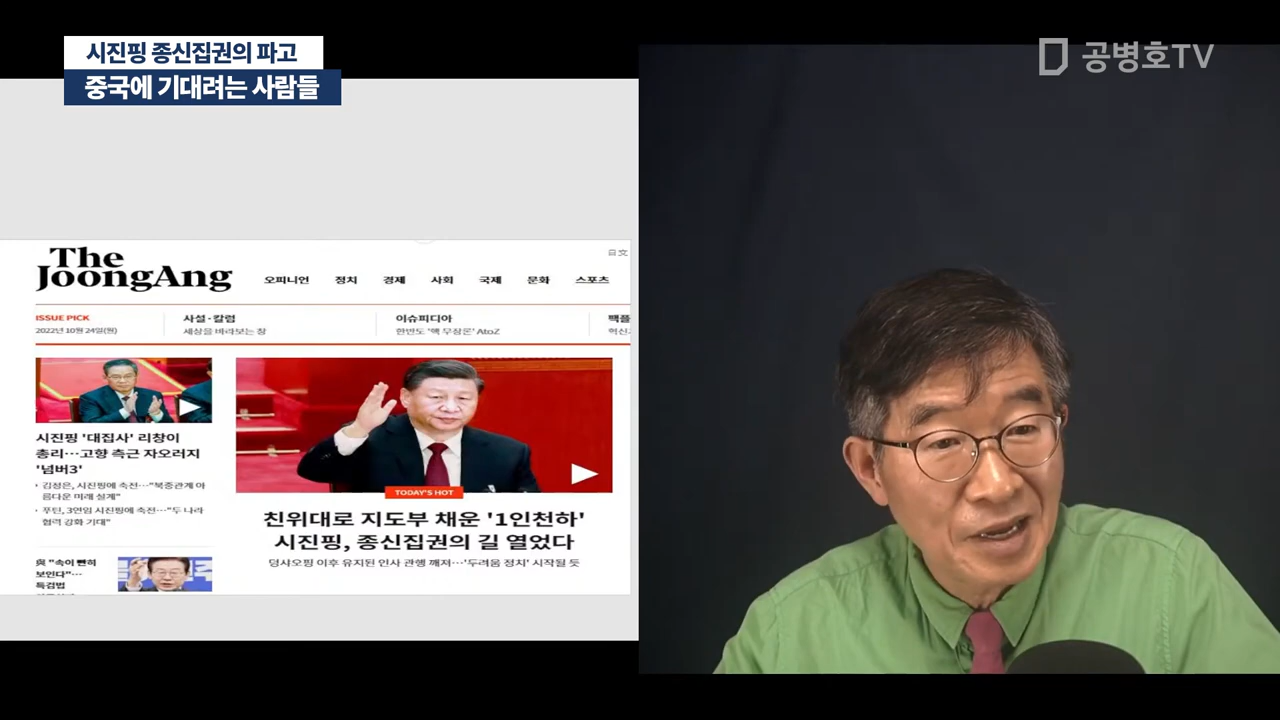 시진핑 종신집권의 파고
중국에 기대려는 사람들
공병호TV
The
JoongAng
오피니언 정치 경제 사회 국제 문화 스포츠
日文
ISSUE PICK
2022년 10월 24일(월)
사설·칼럼
세상을 바라보는 창
이슈피디아
한반도 '핵 무장론' AtoZ
팩플
혁신
시진핑 '대집사' 리창이
총리…고향 측근 자오러지
'넘버3'
김정은, 시진핑에 축전…"북중관계 아
름다운 미래 설계"
푸틴, 3연임 시진핑에 축전…"두 나라
협력 강화 기대"
與 "속이 뻔히
보인다"…
특검법
TODAY'S HOT
친위대로 지도부 채운 '1인천하'
시진핑, 종신집권의 길 열었다
덩샤오핑 이후 유지된 인사 관행 깨져…'두려움 정치' 시작될 듯